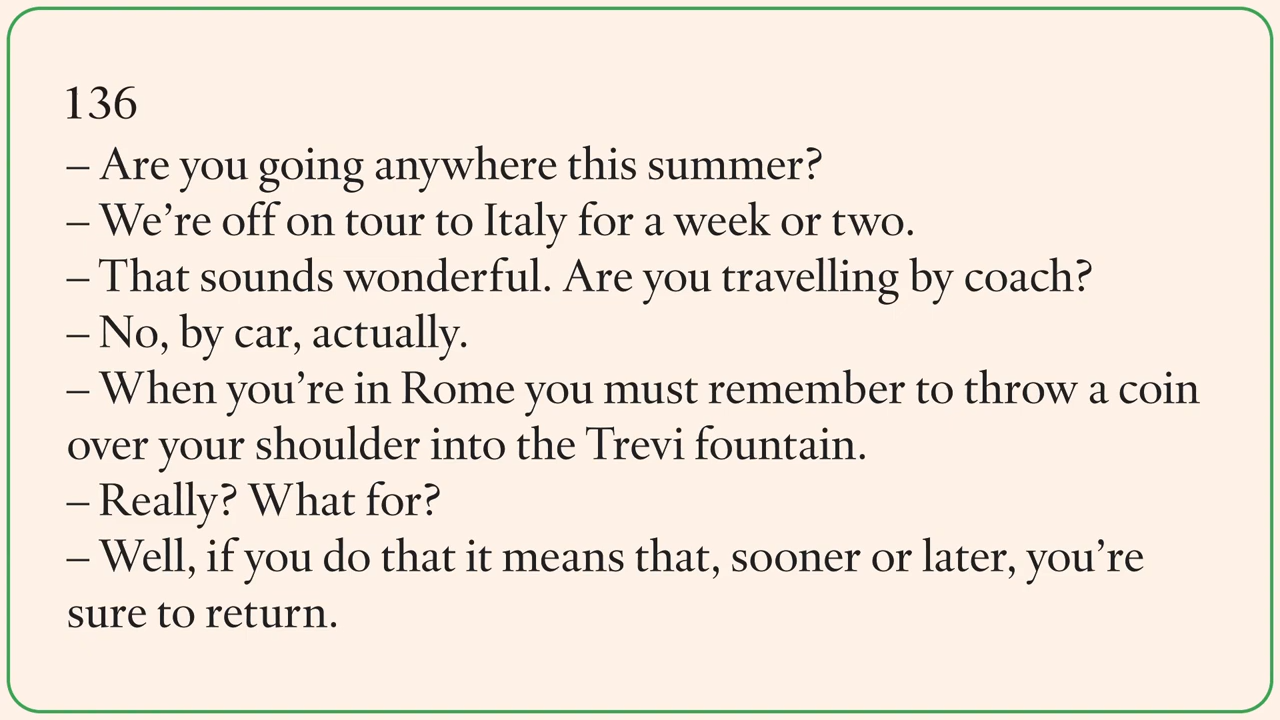 136
– Are you going anywhere this summer?
– We’re off on tour to Italy for a week or two.
– That sounds wonderful. Are you travelling by coach?
– No, by car, actually.
– When you’re in Rome you must remember to throw a coin
over your shoulder into the Trevi fountain.
– Really? What for?
– Well, if you do that it means that, sooner or later, you’re
sure to return.